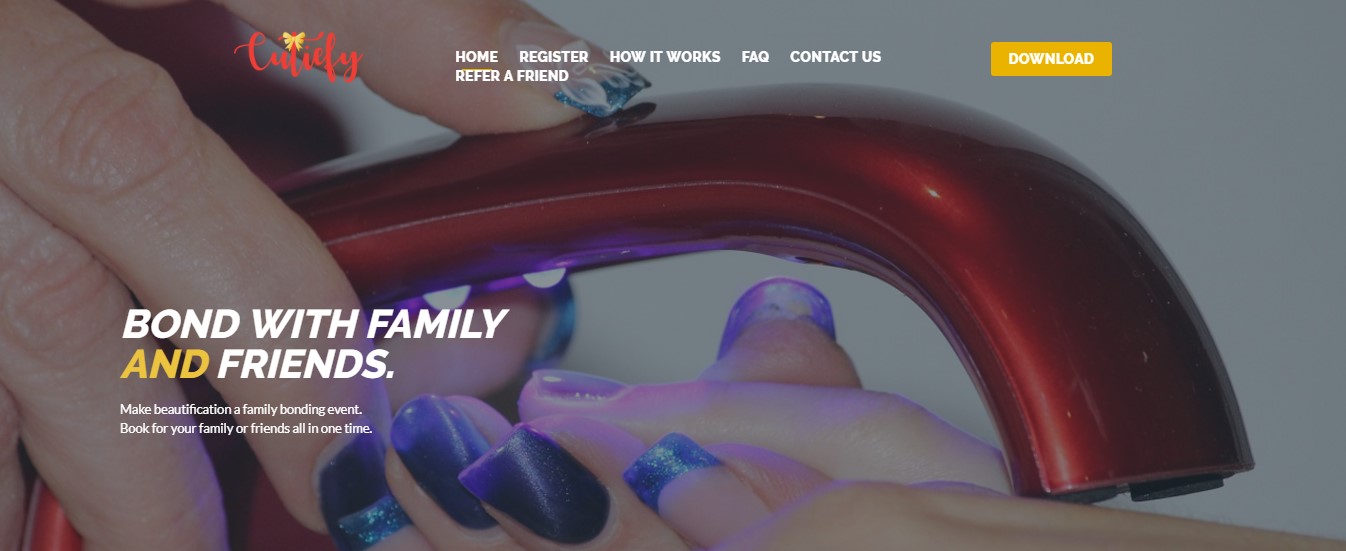 Cutiefy
HOME REGISTER HOW IT WORKS FAQ CONTACT US
REFER A FRIEND
DOWNLOAD
BOND WITH FAMILY
AND FRIENDS.
Make beautification a family bonding event.
Book for your family or friends all in one time.